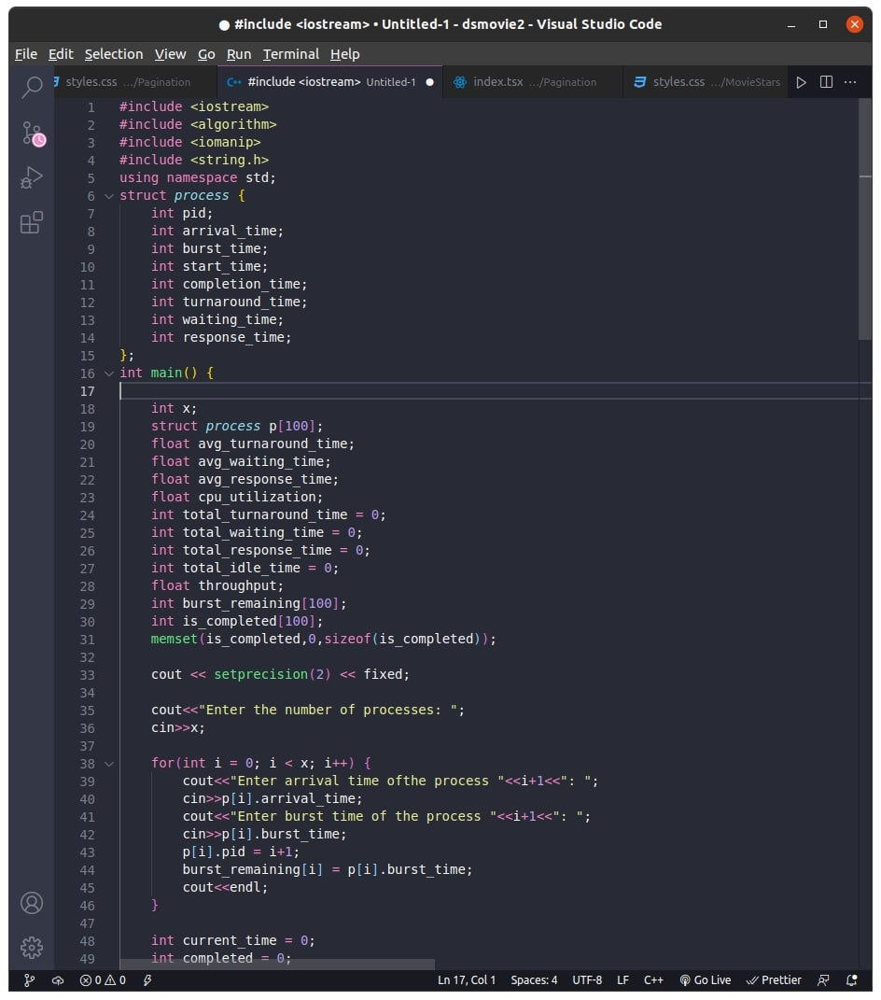 ● #include <iostream> • Untitled-1 - dsmovie2 - Visual Studio Code
File Edit Selection View Go Run Terminal Help
styles.css .../Pagination C++ #include <iostream> Untitled-1 ● index.tsx .../Pagination styles.css .../MovieStars
1 #include <iostream>
2 #include <algorithm>
3 #include <iomanip>
4 #include <string.h>
5 using namespace std;
6 struct process {
7     int pid;
8     int arrival_time;
9     int burst_time;
10     int start_time;
11     int completion_time;
12     int turnaround_time;
13     int waiting_time;
14     int response_time;
15 };
16 int main() {
17
18     int x;
19     struct process p[100];
20     float avg_turnaround_time;
21     float avg_waiting_time;
22     float avg_response_time;
23     float cpu_utilization;
24     int total_turnaround_time = 0;
25     int total_waiting_time = 0;
26     int total_response_time = 0;
27     int total_idle_time = 0;
28     float throughput;
29     int burst_remaining[100];
30     int is_completed[100];
31     memset(is_completed,0,sizeof(is_completed));
32
33     cout << setprecision(2) << fixed;
34
35     cout<<"Enter the number of processes: ";
36     cin>>x;
37
38     for(int i = 0; i < x; i++) {
39         cout<<"Enter arrival time ofthe process "<<i+1<<": ";
40         cin>>p[i].arrival_time;
41         cout<<"Enter burst time of the process "<<i+1<<": ";
42         cin>>p[i].burst_time;
43         p[i].pid = i+1;
44         burst_remaining[i] = p[i].burst_time;
45         cout<<endl;
46     }
47
48     int current_time = 0;
49     int completed = 0;
0 0 Ln 17, Col 1 Spaces: 4 UTF-8 LF C++ Go Live Prettier